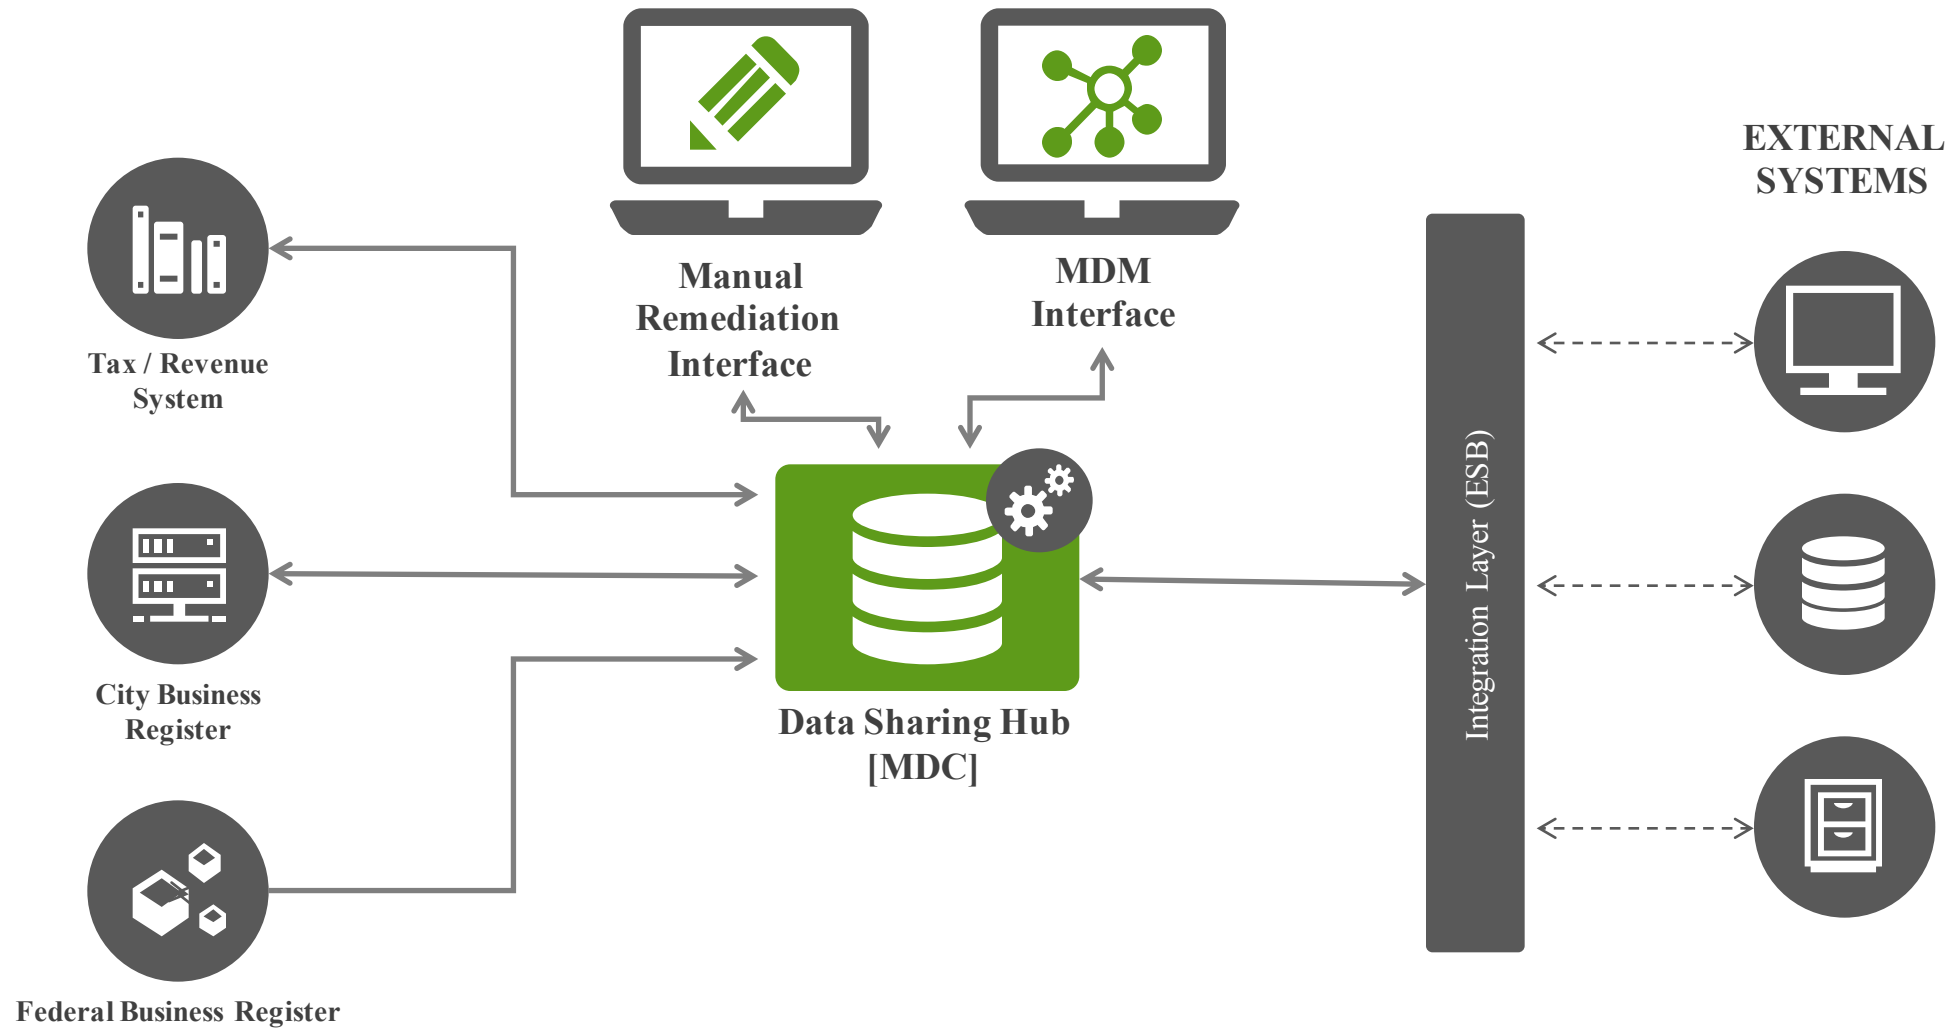 EXTERNAL
SYSTEMS
Manual
Remediation
Interface
MDM
Interface
Tax / Revenue
System
City Business
Register
Federal Business Register
Data Sharing Hub
[MDC]
Integration Layer (ESB)